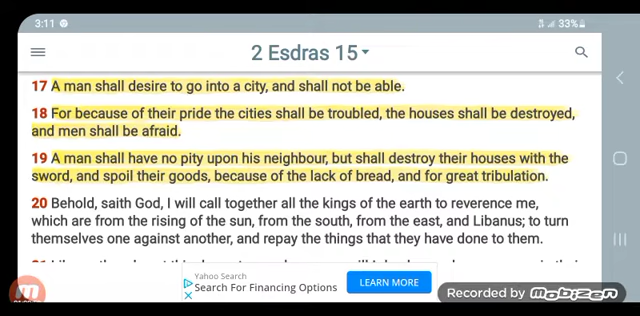 3:11
33%
2 Esdras 15
17 A man shall desire to go into a city, and shall not be able.
18 For because of their pride the cities shall be troubled, the houses shall be destroyed,
and men shall be afraid.
19 A man shall have no pity upon his neighbour, but shall destroy their houses with the
sword, and spoil their goods, because of the lack of bread, and for great tribulation.
20 Behold, saith God, I will call together all the kings of the earth to reverence me,
which are from the rising of the sun, from the south, from the east, and Libanus; to turn
themselves one against another, and repay the things that they have done to them.
Yahoo Search
Search For Financing Options
LEARN MORE
Recorded by
MOBIZEN